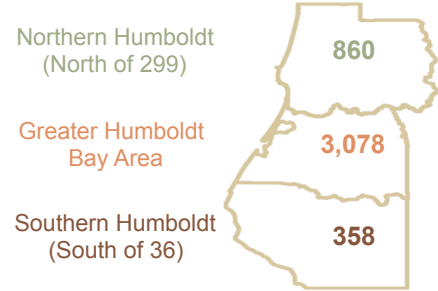 Northern Humboldt
(North of 299)
860
Greater Humboldt
Bay Area
3,078
Southern Humboldt
(South of 36)
358